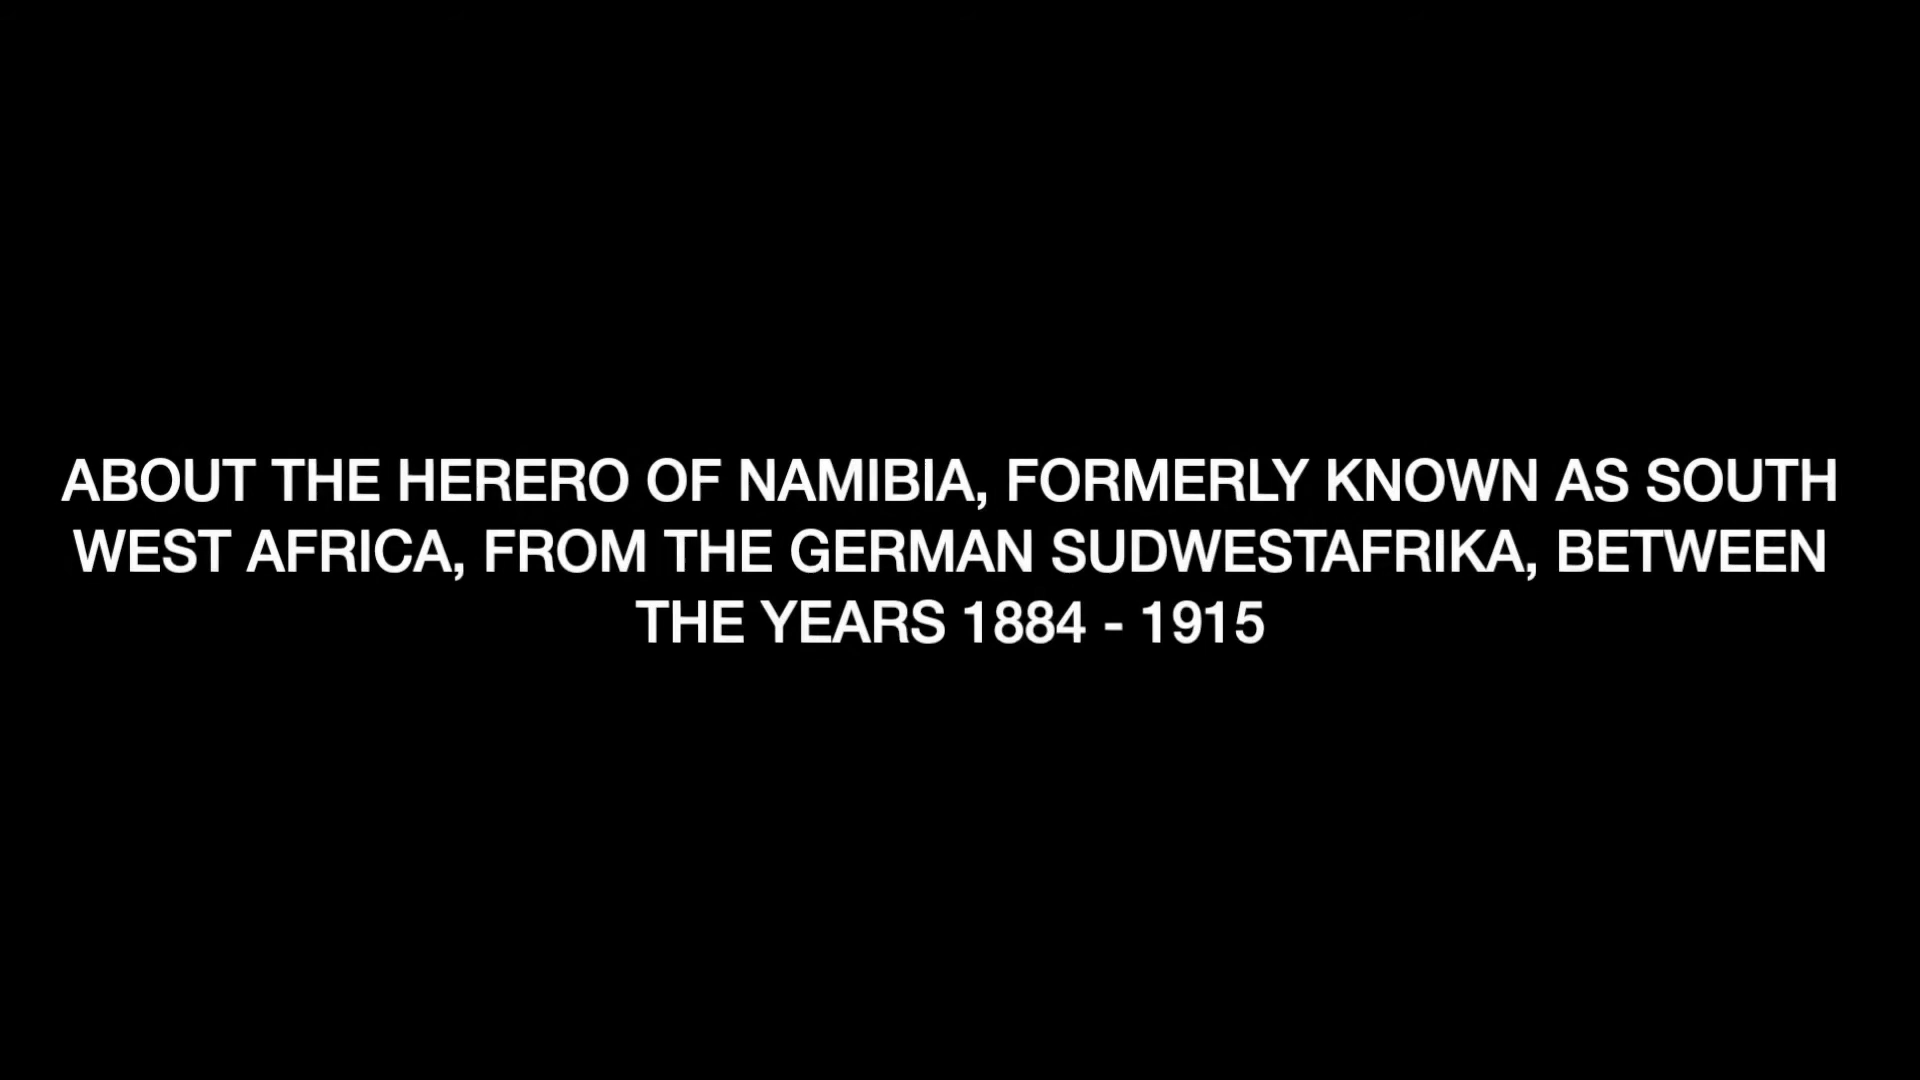 ABOUT THE HERERO OF NAMIBIA, FORMERLY KNOWN AS SOUTH
WEST AFRICA, FROM THE GERMAN SUDWESTAFRIKA, BETWEEN
THE YEARS 1884 - 1915